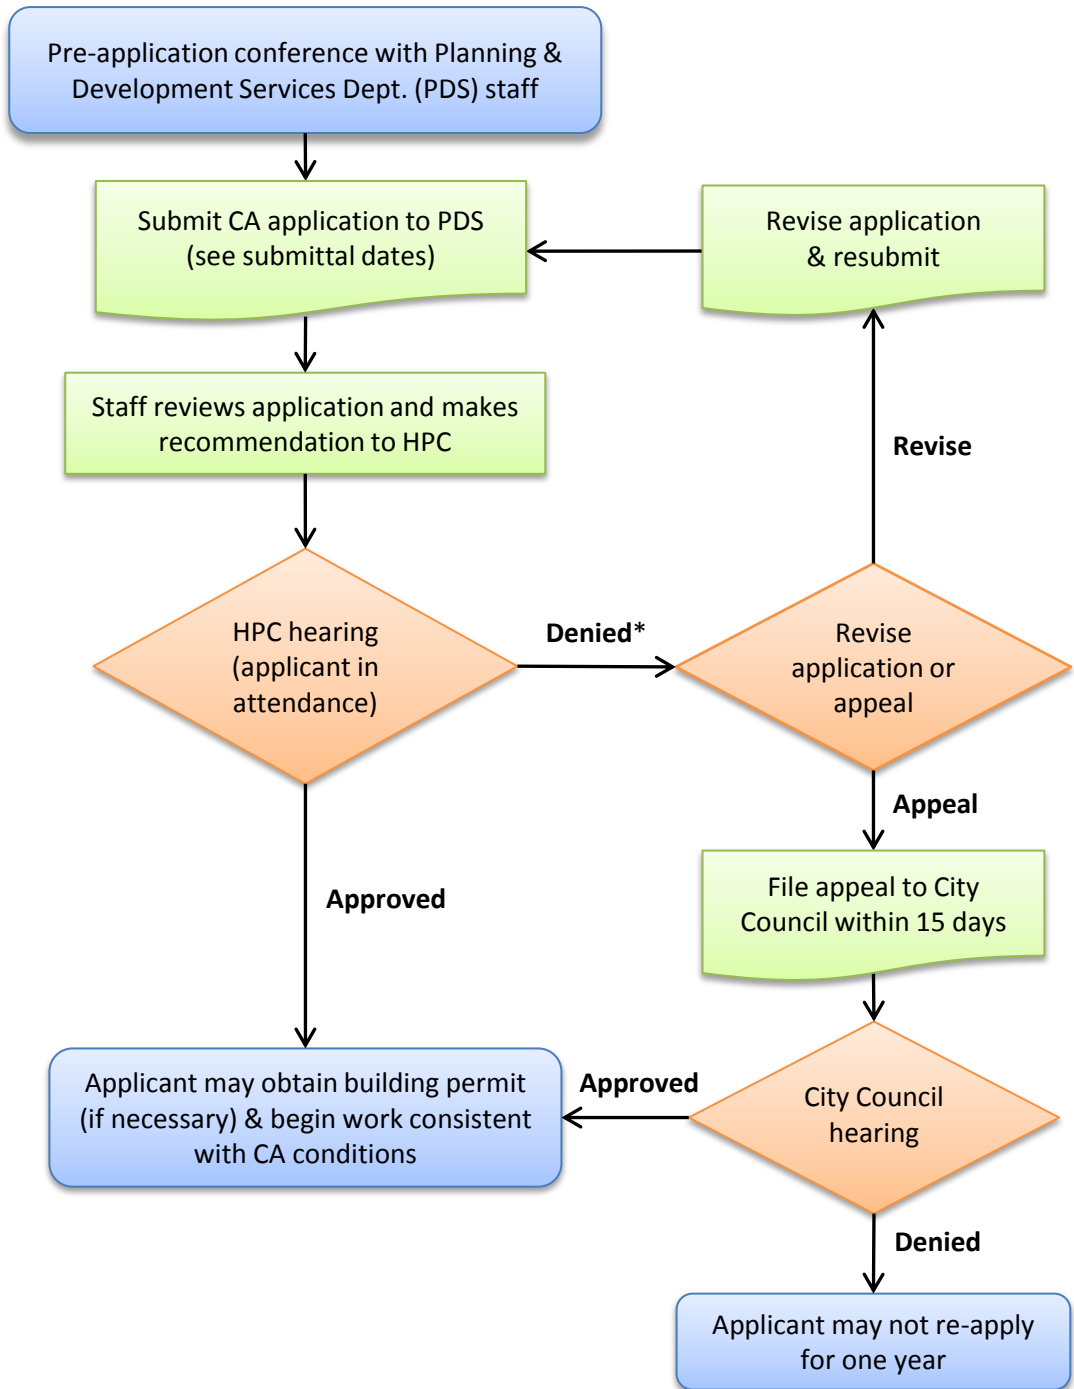 Pre-application conference with Planning &
Development Services Dept. (PDS) staff
Submit CA application to PDS
(see submittal dates)
Revise application
& resubmit
Staff reviews application and makes
recommendation to HPC
Revise
HPC hearing
(applicant in
attendance)
Denied*
Revise
application or
appeal
Appeal
Approved
File appeal to City
Council within 15 days
Applicant may obtain building permit
(if necessary) & begin work consistent
with CA conditions
Approved
City Council
hearing
Denied
Applicant may not re-apply
for one year